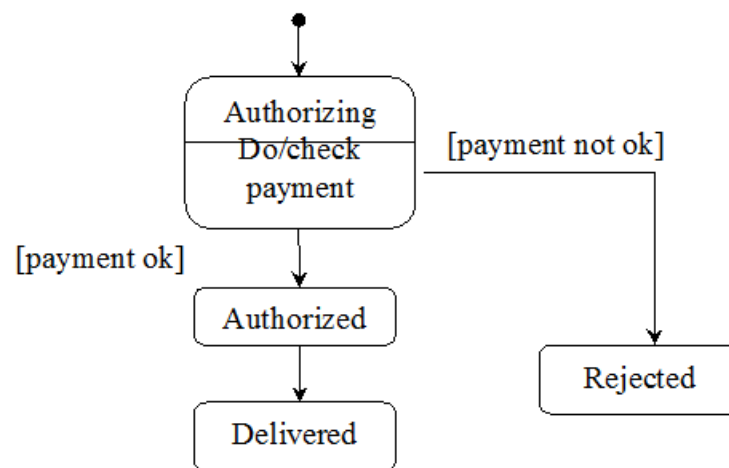 Authorizing
Do/check
payment
[payment not ok]
[payment ok]
Authorized
Rejected
Delivered